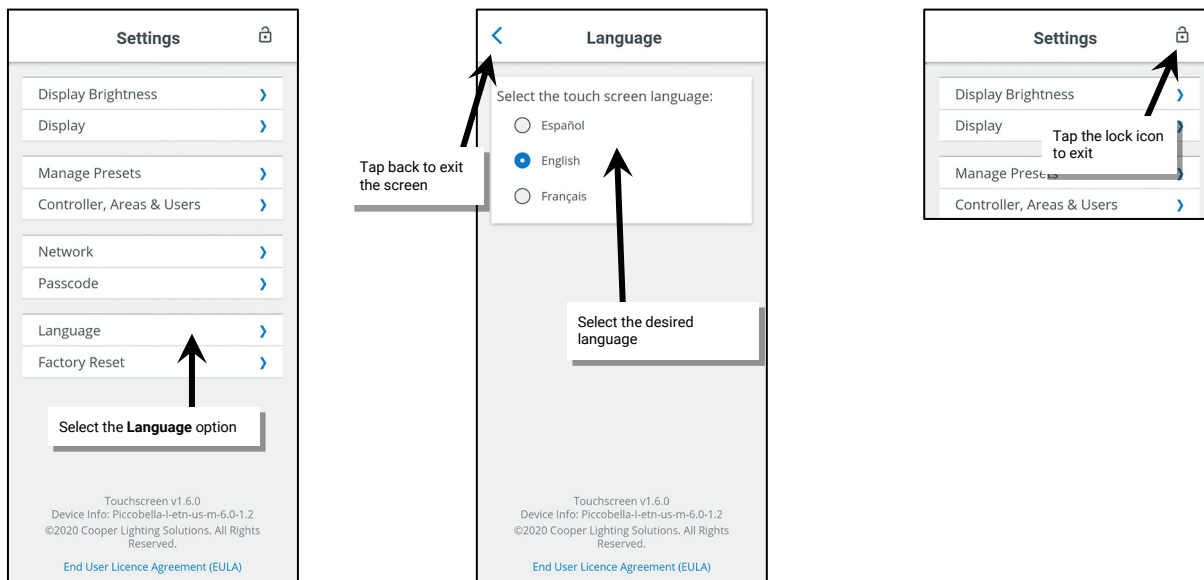 Settings
Display Brightness
Display
Manage Presets
Controller, Areas & Users
Network
Passcode
Language
Factory Reset
Select the Language option
Touchscreen v1.6.0
Device Info: Piccobella-I-etn-us-m-6.0-1.2
©2020 Cooper Lighting Solutions. All Rights
Reserved.
End User Licence Agreement (EULA)
Language
Select the touch screen language:
Español
English
Français
Tap back to exit
the screen
Select the desired
language
Touchscreen v1.6.0
Device Info: Piccobella-I-etn-us-m-6.0-1.2
©2020 Cooper Lighting Solutions. All Rights
Reserved.
End User Licence Agreement (EULA)
Settings
Display Brightness
Display
Tap the lock icon
to exit
Manage Presets
Controller, Areas & Users